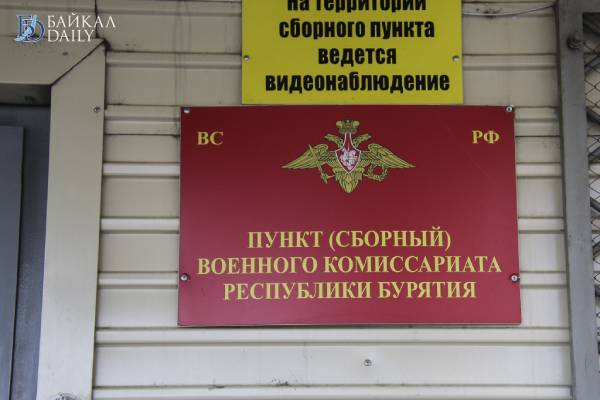 БАЙКАЛ
DAILY
на территории
сборного пункта
ведется
видеонаблюдение
ВС РФ
ПУНКТ (СБОРНЫЙ)
ВОЕННОГО КОМИССАРИАТА
РЕСПУБЛИКИ БУРЯТИЯ